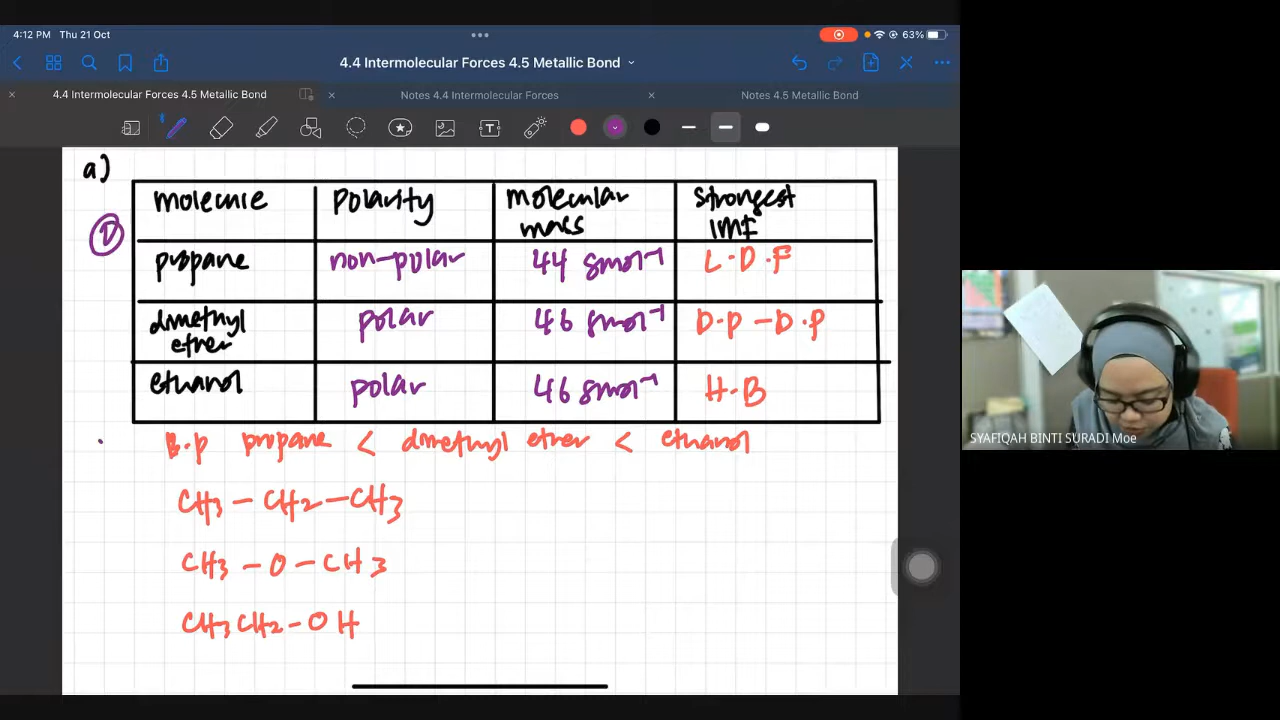 4:12 PM Thu 21 Oct
63%
4.4 Intermolecular Forces 4.5 Metallic Bond
4.4 Intermolecular Forces 4.5 Metallic Bond
Notes 4.4 Intermolecular Forces
Notes 4.5 Metallic Bond
a)
molecule polarity molecular mass strongest IMF
propane non-polar 44 gmol-1 L.D.F
dimethyl ether polar 46 gmol-1 D.P-D.P
ethanol polar 46 gmol-1 H.B
B.p propane < dimethyl ether < ethanol
CH3 - CH2 - CH3
CH3 - O - CH3
CH3CH2 - OH
SYAFIQAH BINTI SURADI Moe